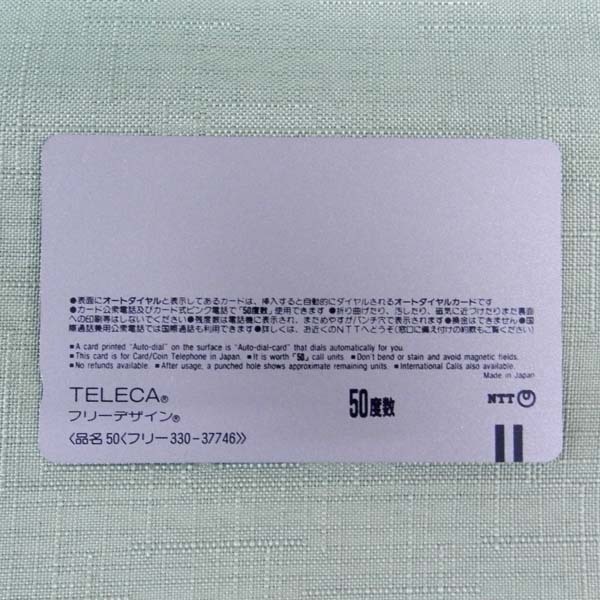 ●表面にオートダイヤルと表示してあるカードは、挿入すると自動的にダイヤルされるオートダイヤルカードです
●カード公衆電話及びカード式ピンク電話で「50度数」使用できます ●折り曲げたり、汚したり、磁気に近づけたりまた裏面
への印刷等はしないでください ●残度数は電話機に表示され、まためやすがパンチ穴で表示されます ●換金はできません ●国
際通話兼用公衆電話では国際通話も利用できます ●詳しくは、お近くのNTTへどうぞ(窓口に備え付けの約款もご覧ください)
■A card printed "Auto-dial" on the surface is "Auto-dial-card" that dials automatically for you.
■This card is for Card/Coin Telephone in Japan. ■It is worth「50」call units. ■Don't bend or stain and avoid magnetic fields.
■No refunds available. ■After usage, a punched hole shows approximate remaining units. ■International Calls also available.
Made in Japan
TELECA®
50度数
NTT
フリーデザイン®
〈品名 50〈フリー330-37746〉〉